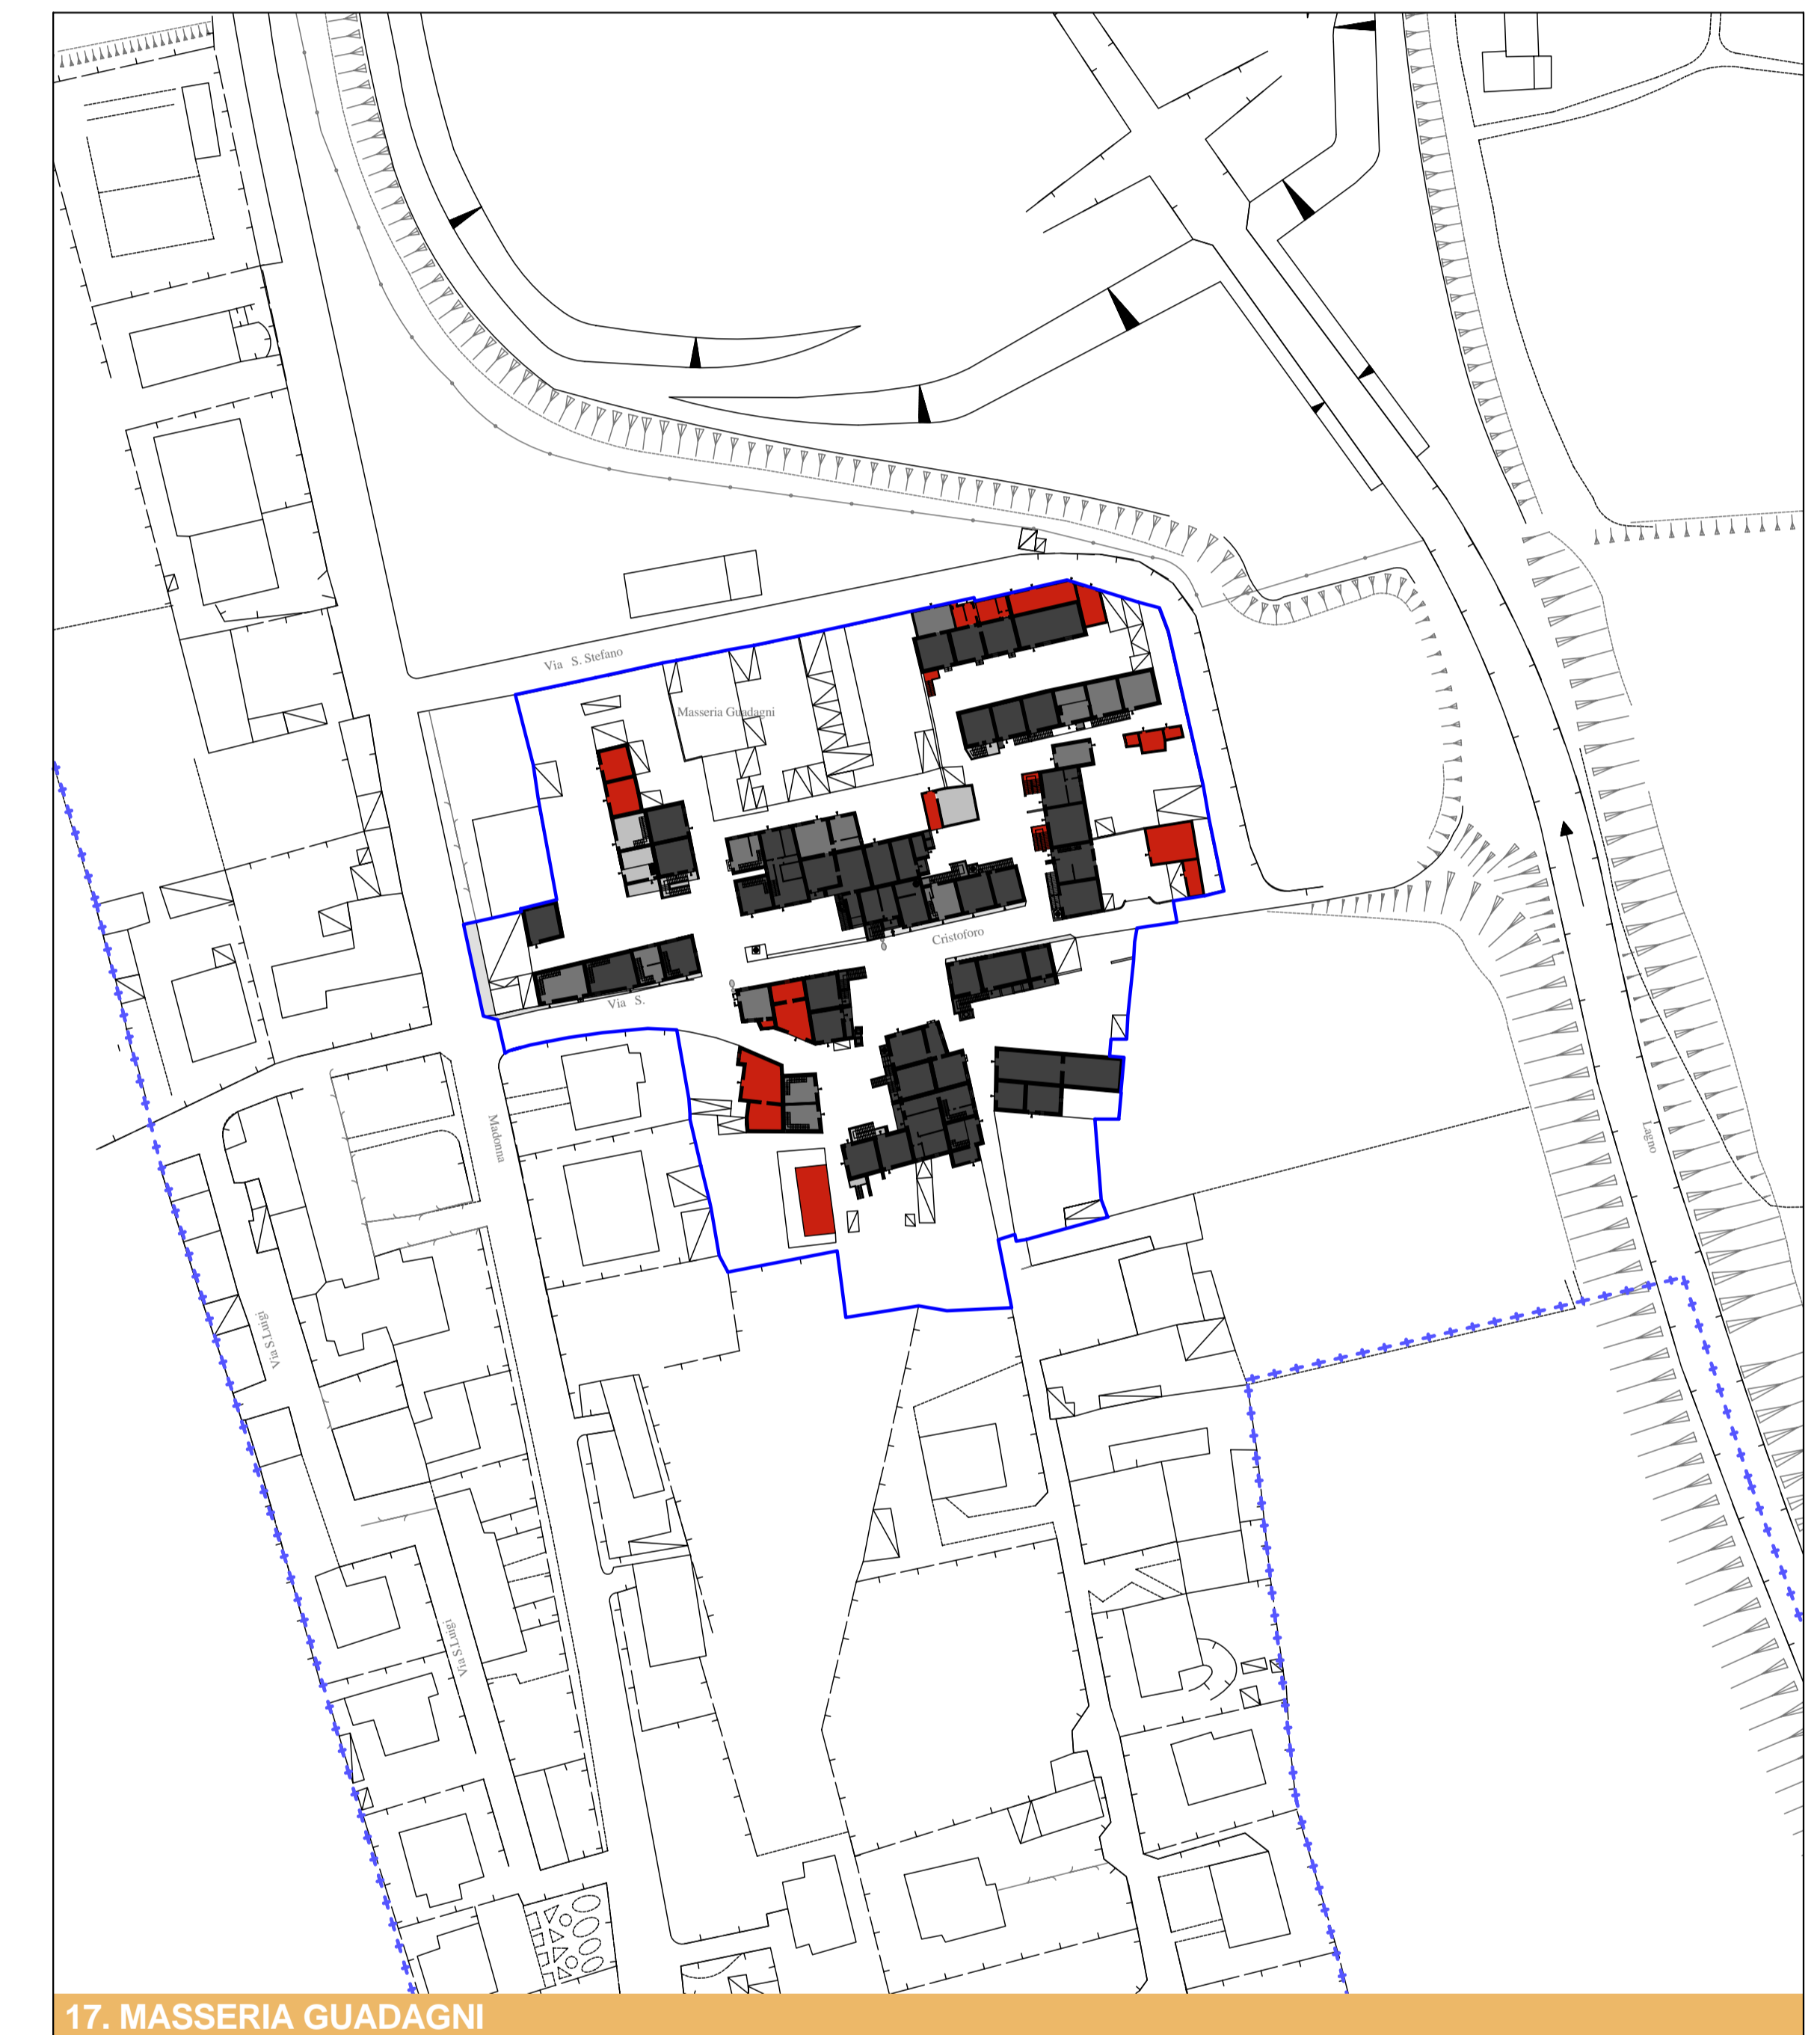 Via S. Stefano
Masseria Guadagni
Cristoforo
Via S.
Madonna
Lagno
Via S.Luigi
Via S.Luigi
17. MASSERIA GUADAGNI